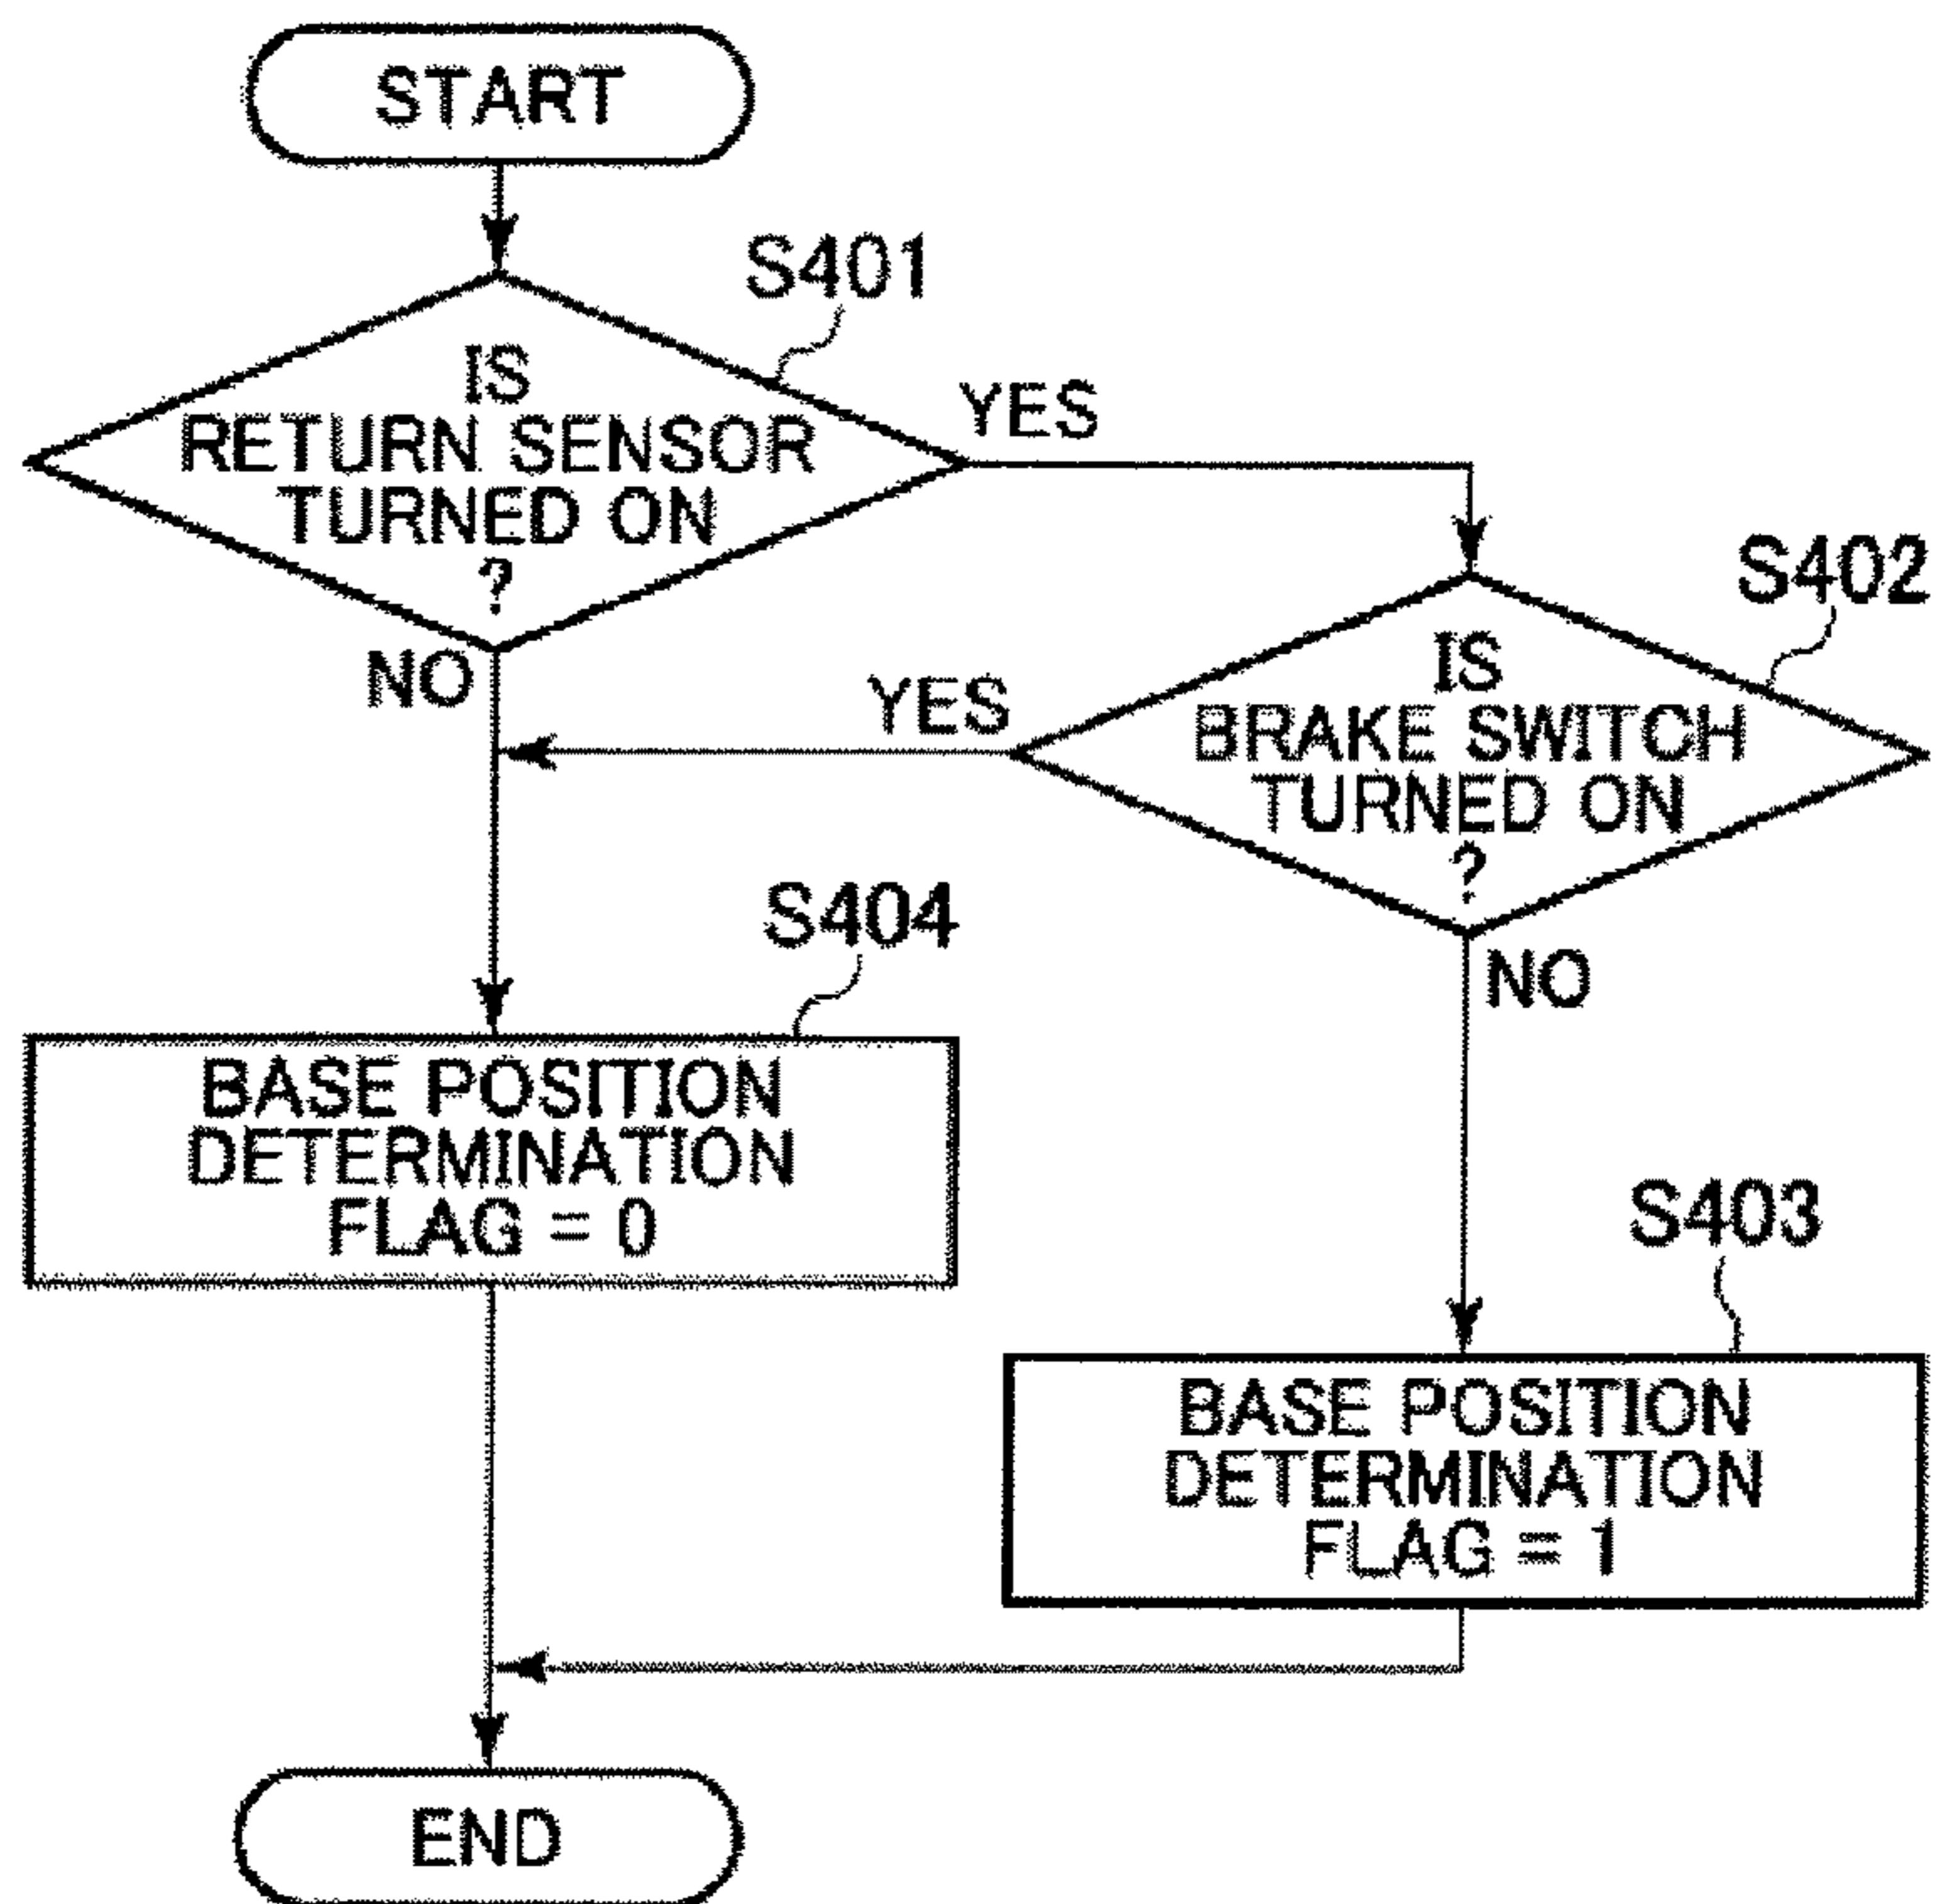 START
S401
IS
RETURN SENSOR
TURNED ON
?
YES
NO
S402
IS
BRAKE SWITCH
TURNED ON
?
YES
NO
S404
BASE POSITION
DETERMINATION
FLAG = 0
S403
BASE POSITION
DETERMINATION
FLAG = 1
END